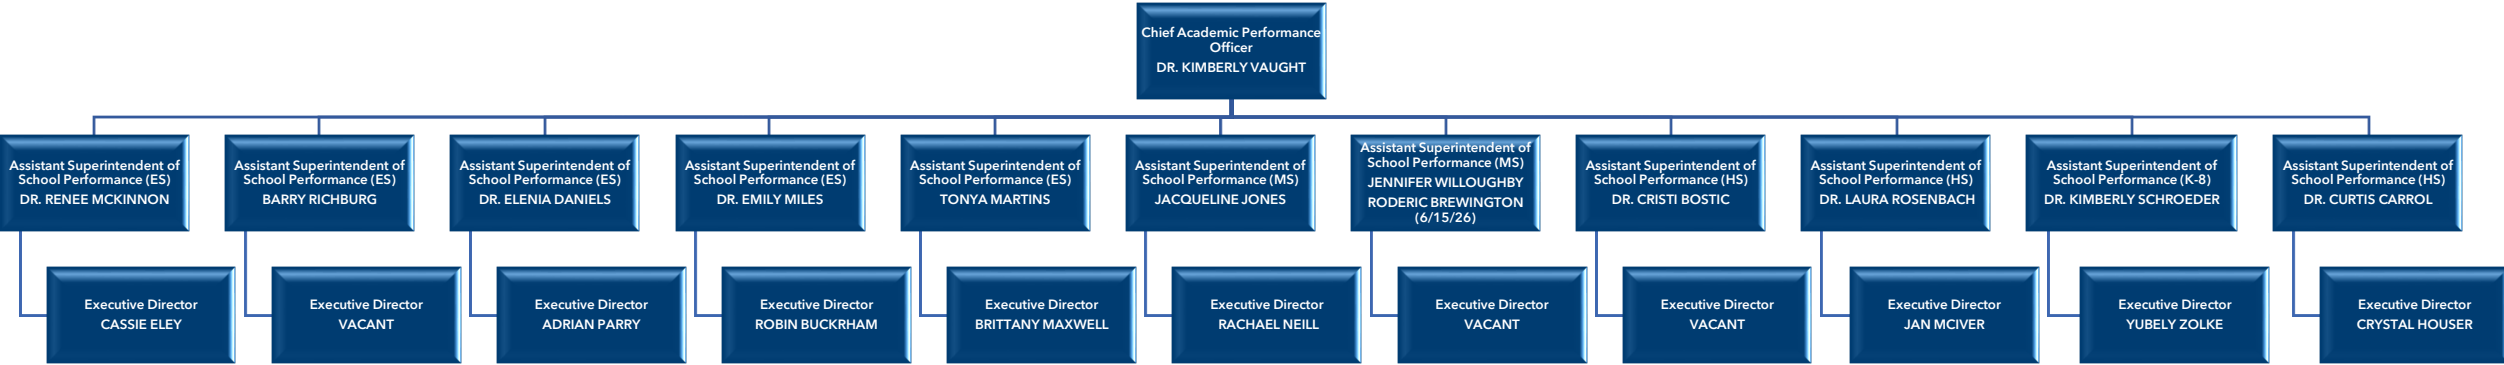 Chief Academic Performance
Officer
DR. KIMBERLY VAUGHT
Assistant Superintendent of
School Performance (ES)
DR. RENEE MCKINNON
Assistant Superintendent of
School Performance (ES)
BARRY RICHBURG
Assistant Superintendent of
School Performance (ES)
DR. ELENIA DANIELS
Assistant Superintendent of
School Performance (ES)
DR. EMILY MILES
Assistant Superintendent of
School Performance (ES)
TONYA MARTINS
Assistant Superintendent of
School Performance (MS)
JACQUELINE JONES
Assistant Superintendent of
School Performance (MS)
JENNIFER WILLOUGHBY
RODERIC BREWINGTON
(6/15/26)
Assistant Superintendent of
School Performance (HS)
DR. CRISTI BOSTIC
Assistant Superintendent of
School Performance (HS)
DR. LAURA ROSENBACH
Assistant Superintendent of
School Performance (K-8)
DR. KIMBERLY SCHROEDER
Assistant Superintendent of
School Performance (HS)
DR. CURTIS CARROL
Executive Director
CASSIE ELEY
Executive Director
VACANT
Executive Director
ADRIAN PARRY
Executive Director
ROBIN BUCKRHAM
Executive Director
BRITTANY MAXWELL
Executive Director
RACHAEL NEILL
Executive Director
VACANT
Executive Director
VACANT
Executive Director
JAN MCIVER
Executive Director
YUBELY ZOLKE
Executive Director
CRYSTAL HOUSER